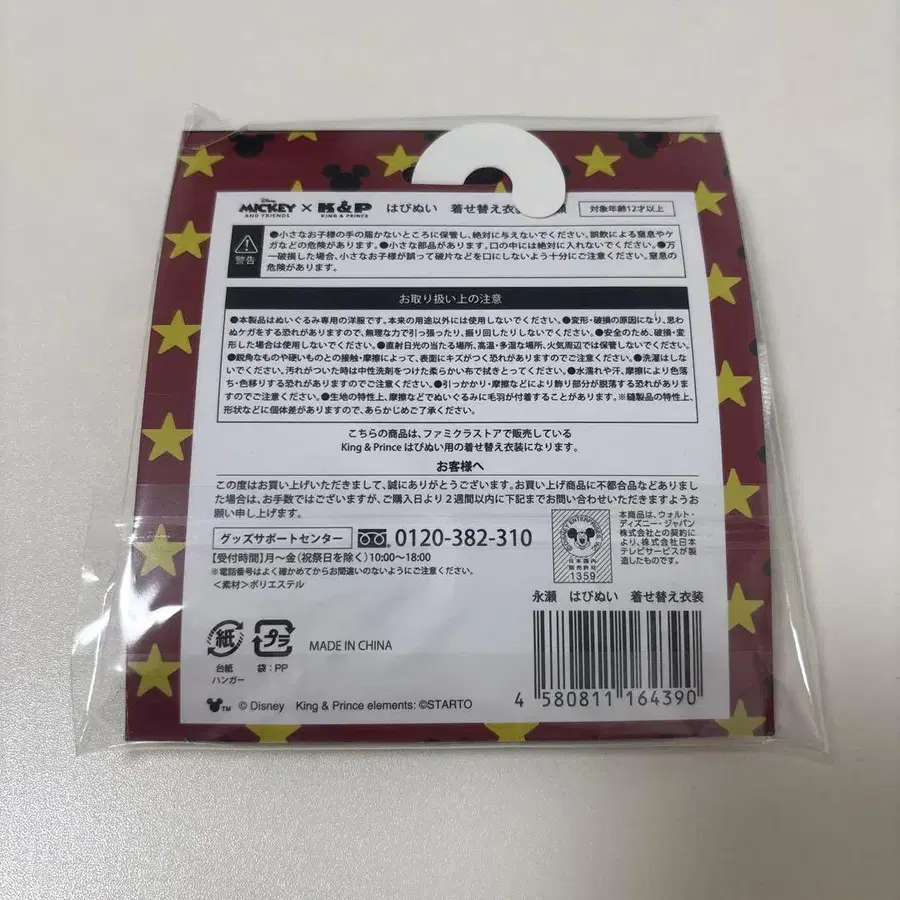 Disney
MICKEY
AND FRIENDS
×
K&P
KING & PRINCE
はぴぬい 着せ替え衣
対象年齢12才以上
警告
●小さなお子様の手の届かないところに保管し、絶対に与えないでください。誤飲による窒息やケ
ガなどの危険があります。●小さな部品があります。口の中には絶対に入れないでください。●万
一破損した場合、小さなお子様が誤って破片などを口にしないよう十分にご注意ください。窒息の
危険があります。
お取り扱い上の注意
●本製品はぬいぐるみ専用の洋服です。本来の用途以外には使用しないでください。●変形・破損の原因になり、思わ
ぬケガをする恐れがありますので、無理な力で引っ張ったり、振り回したりしないでください。●安全のため、破損・変
形した場合は使用しないでください。●直射日光の当たる場所、高温・多湿な場所、火気周辺では保管しないでください。
●鋭角なものや硬いものとの接触・摩擦によって、表面にキズがつく恐れがありますのでご注意ください。●洗濯はしな
いでください。汚れがついた時は中性洗剤をつけた柔らかい布で拭きとってください。●水濡れや汗、摩擦により色落
ち・色移りする恐れがありますのでご注意ください。●引っかかり・摩擦などにより飾り部分が脱落する恐れがあります
のでご注意ください。●生地の特性上、摩擦などでぬいぐるみに毛羽が付着することがあります。※縫製品の特性上、
形状などに個体差がありますので、あらかじめご了承ください。
こちらの商品は、ファミクラストアで販売している
King & Prince はぴぬい用の着せ替え衣装になります。
お客様へ
この度はお買い上げいただきまして、誠にありがとうございます。お買い上げ商品に不都合品などありまし
た場合は、お手数ではございますが、ご購入日より2週間以内に下記までお問い合わせいただきますようお
願い申し上げます。
グッズサポートセンター 0120-382-310
【受付時間】月～金(祝祭日を除く)10:00～18:00
※電話番号はよく確かめてからお間違いのないようにご注意ください。
＜素材＞ポリエステル
日本国内
販売許可
1359
本商品は、ウォルト・
ディズニー・ジャパン
株式会社との契約に
より、株式会社日本
テレビサービスが製
造したものです。
永瀬 はぴぬい 着せ替え衣装
紙
台紙
ハンガー
プラ
袋：PP
MADE IN CHINA
4 580811 164390
TM © Disney King & Prince elements: ©STARTO